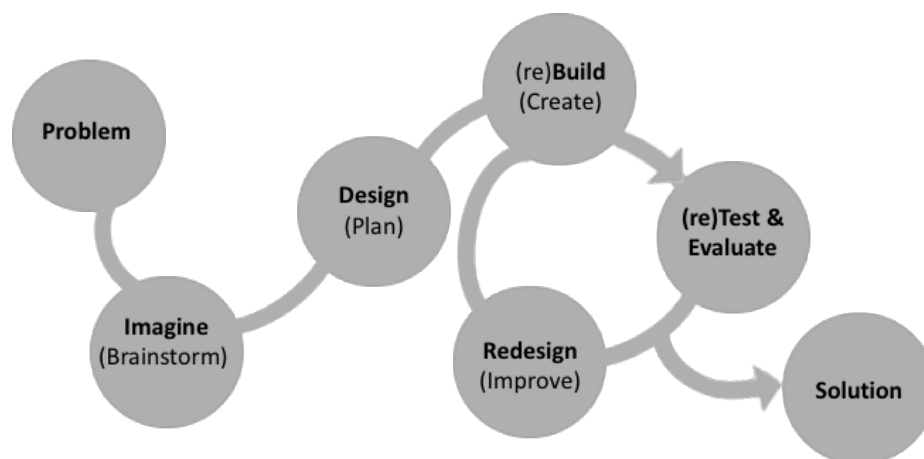 Problem
Imagine
(Brainstorm)
Design
(Plan)
(re)Build
(Create)
(re)Test &
Evaluate
Redesign
(Improve)
Solution